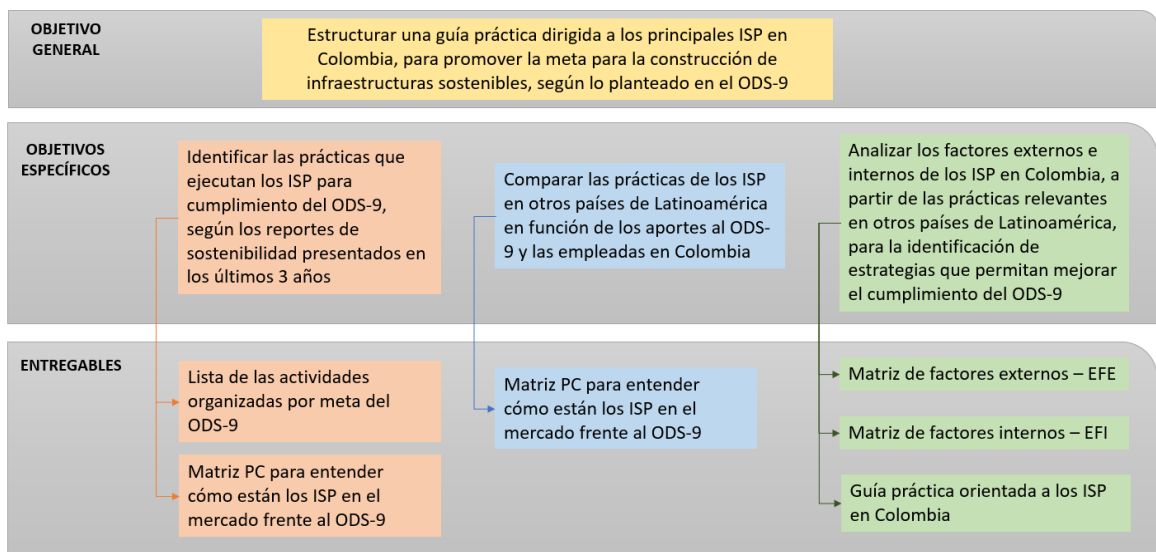 OBJETIVO
GENERAL
Estructurar una guía práctica dirigida a los principales ISP en
Colombia, para promover la meta para la construcción de
infraestructuras sostenibles, según lo planteado en el ODS-9
OBJETIVOS
ESPECÍFICOS
Identificar las prácticas que
ejecutan los ISP para
cumplimiento del ODS-9,
según los reportes de
sostenibilidad presentados en
los últimos 3 años
Comparar las prácticas de los ISP
en otros países de Latinoamérica
en función de los aportes al ODS-
9 y las empleadas en Colombia
Analizar los factores externos e
internos de los ISP en Colombia, a
partir de las prácticas relevantes
en otros países de Latinoamérica,
para la identificación de
estrategias que permitan mejorar
el cumplimiento del ODS-9
ENTREGABLES
Lista de las actividades
organizadas por meta del
ODS-9
Matriz PC para entender
cómo están los ISP en el
mercado frente al ODS-9
Matriz PC para entender
cómo están los ISP en el
mercado frente al ODS-9
Matriz de factores externos – EFE
Matriz de factores internos – EFI
Guía práctica orientada a los ISP
en Colombia